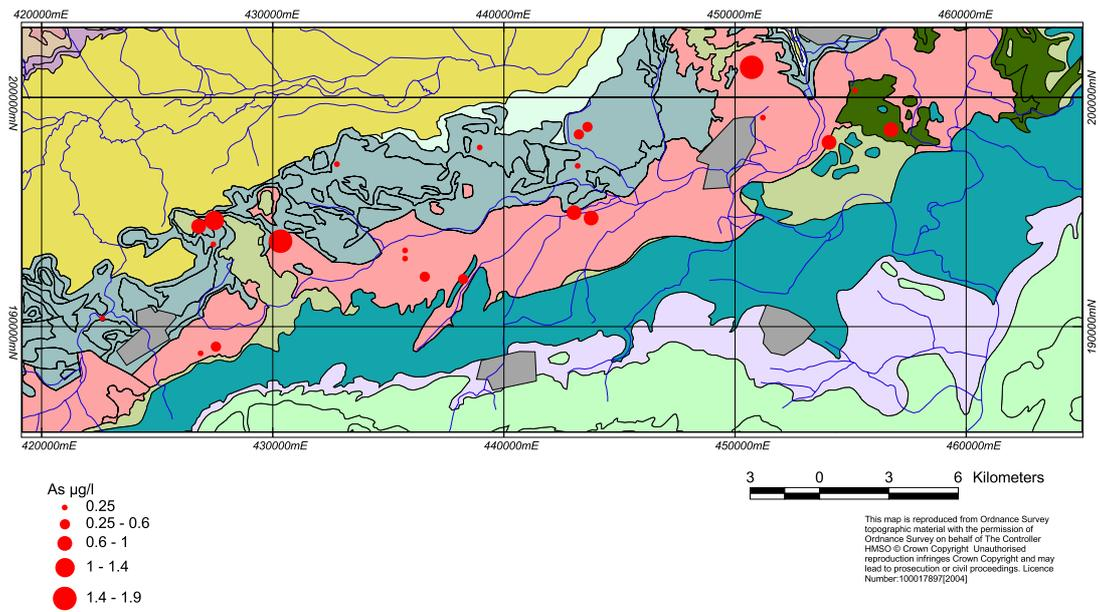 420000mE 430000mE 440000mE 450000mE 460000mE
200000mN 200000mN
190000mN 190000mN
420000mE 430000mE 440000mE 450000mE 460000mE
As µg/l
0.25
0.25 - 0.6
0.6 - 1
1 - 1.4
1.4 - 1.9
3 0 3 6 Kilometers
This map is reproduced from Ordnance Survey
topographic material with the permission of
Ordnance Survey on behalf of The Controller
HMSO © Crown Copyright Unauthorised
reproduction infringes Crown Copyright and may
lead to prosecution or civil proceedings. Licence
Number:100017897[2004]